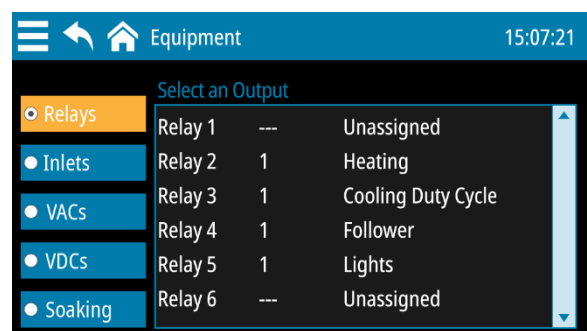 Equipment 15:07:21
Select an Output
Relays
Inlets
VACs
VDCs
Soaking
Relay 1 --- Unassigned
Relay 2 1 Heating
Relay 3 1 Cooling Duty Cycle
Relay 4 1 Follower
Relay 5 1 Lights
Relay 6 --- Unassigned